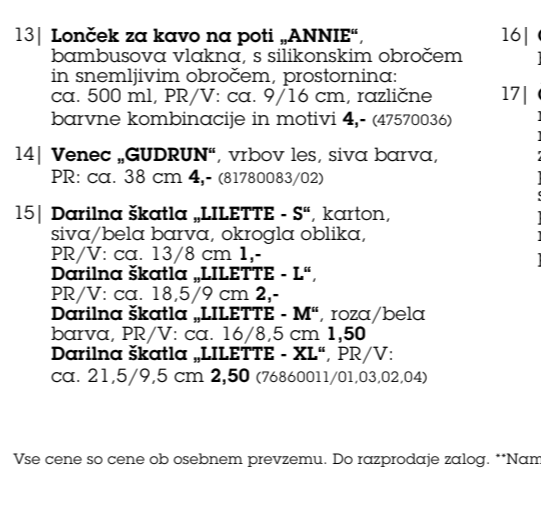 13| Lonček za kavo na poti „ANNIE“,
bambusova vlakna, s silikonskim obročem
in snemljivim obročem, prostornina:
ca. 500 ml, PR/V: ca. 9/16 cm, različne
barvne kombinacije in motivi 4,- (47570036)
14| Venec „GUDRUN“, vrbov les, siva barva,
PR: ca. 38 cm 4,- (81780083/02)
15| Darilna škatla „LILETTE - S“, karton,
siva/bela barva, okrogla oblika,
PR/V: ca. 13/8 cm 1,-
Darilna škatla „LILETTE - L“,
PR/V: ca. 18,5/9 cm 2,-
Darilna škatla „LILETTE - M“, roza/bela
barva, PR/V: ca. 16/8,5 cm 1,50
Darilna škatla „LILETTE - XL“, PR/V:
ca. 21,5/9,5 cm 2,50 (76860011/01,03,02,04)
16|
17|
Vse cene so cene ob osebnem prevzemu. Do razprodaje zalog. **Nam